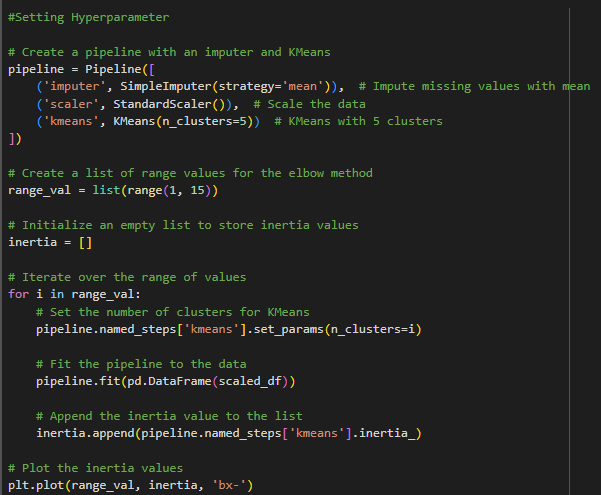 #Setting Hyperparameter
# Create a pipeline with an imputer and KMeans
pipeline = Pipeline([
    ('imputer', SimpleImputer(strategy='mean')),  # Impute missing values with mean
    ('scaler', StandardScaler()),  # Scale the data
    ('kmeans', KMeans(n_clusters=5))  # KMeans with 5 clusters
])
# Create a list of range values for the elbow method
range_val = list(range(1, 15))
# Initialize an empty list to store inertia values
inertia = []
# Iterate over the range of values
for i in range_val:
    # Set the number of clusters for KMeans
    pipeline.named_steps['kmeans'].set_params(n_clusters=i)
    # Fit the pipeline to the data
    pipeline.fit(pd.DataFrame(scaled_df))
    # Append the inertia value to the list
    inertia.append(pipeline.named_steps['kmeans'].inertia_)
# Plot the inertia values
plt.plot(range_val, inertia, 'bx-')